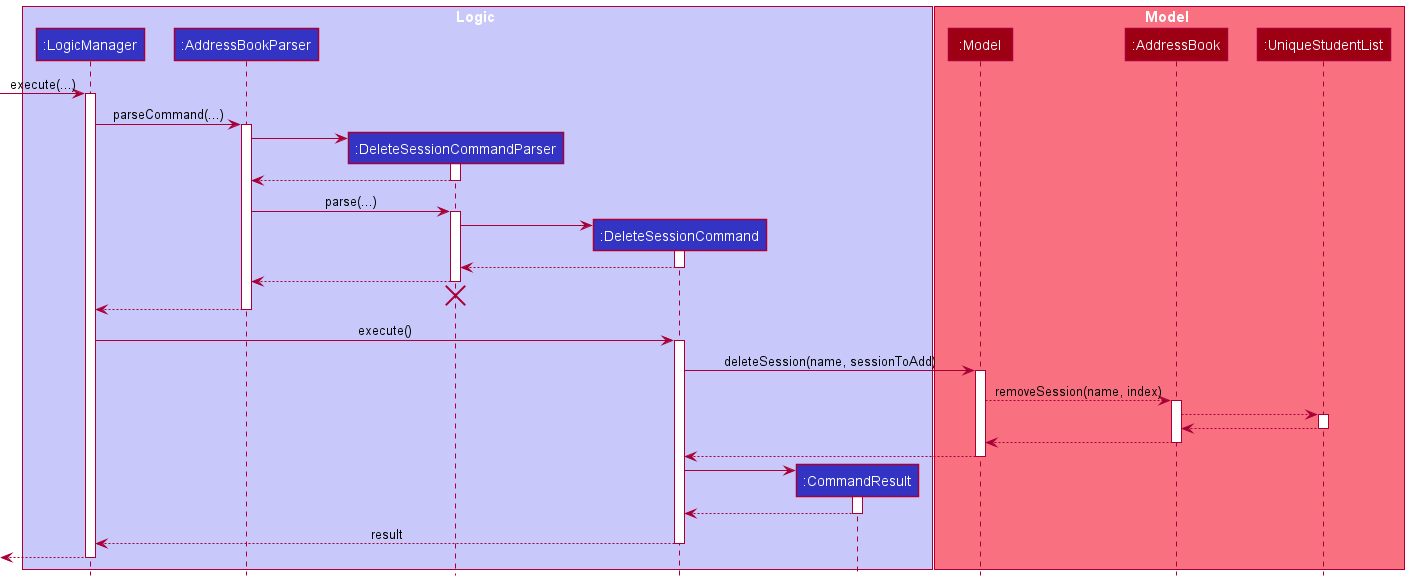 Logic
Model
:LogicManager
:AddressBookParser
:Model
:AddressBook
:UniqueStudentList
execute(...)
parseCommand(...)
:DeleteSessionCommandParser
parse(...)
:DeleteSessionCommand
execute()
deleteSession(name, sessionToAdd)
removeSession(name, index)
:CommandResult
result